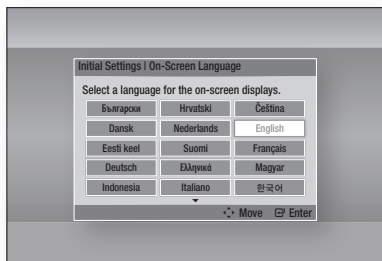 Initial Settings | On-Screen Language
Select a language for the on-screen displays.
Български Hrvatski Čeština
Dansk Nederlands English
Eesti keel Suomi Français
Deutsch Ελληνικά Magyar
Indonesia Italiano 한국어
Move Enter